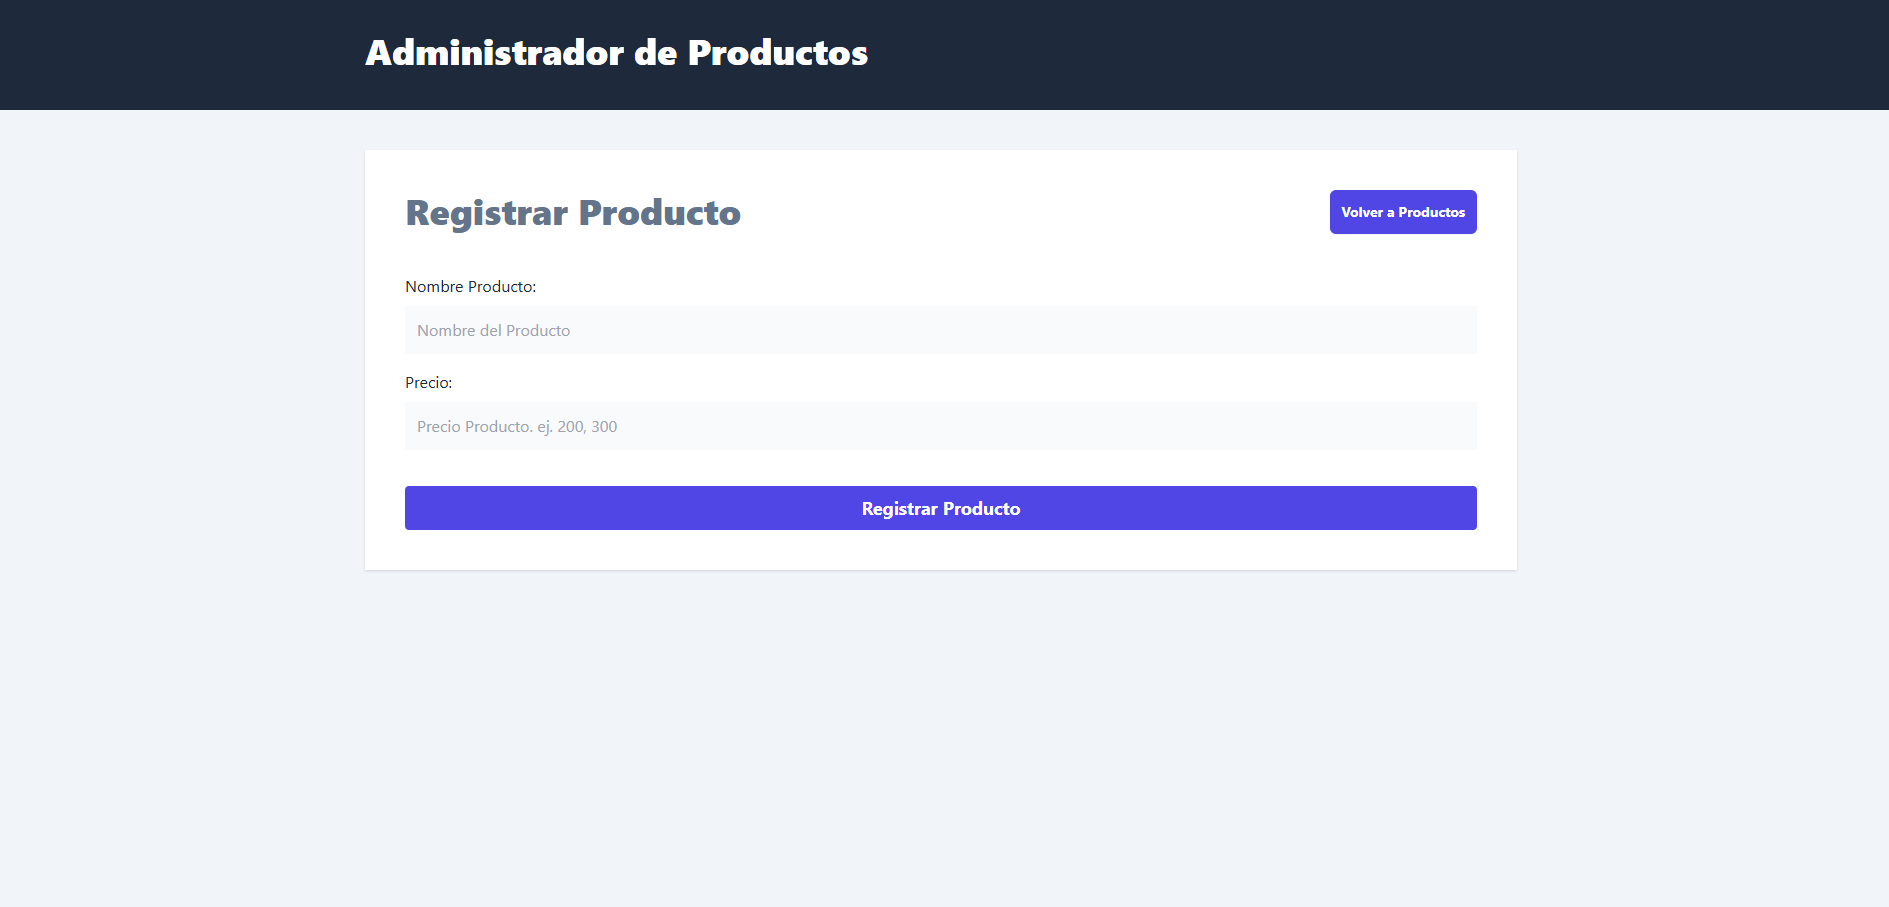 Administrador de Productos
Registrar Producto
Volver a Productos
Nombre Producto:
Nombre del Producto
Precio:
Precio Producto. ej. 200, 300
Registrar Producto